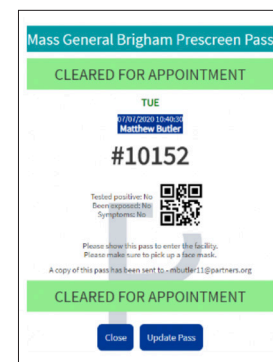 Mass General Brigham Prescreen Pass
CLEARED FOR APPOINTMENT
TUE
07/07/2020 10:40:30
Matthew Butler
#10152
Tested positive: No
Been exposed: No
Symptoms: No
Please show this pass to enter the facility.
Please make sure to pick up a face mask.
A copy of this pass has been sent to - mbutler11@partners.org
CLEARED FOR APPOINTMENT
Close Update Pass